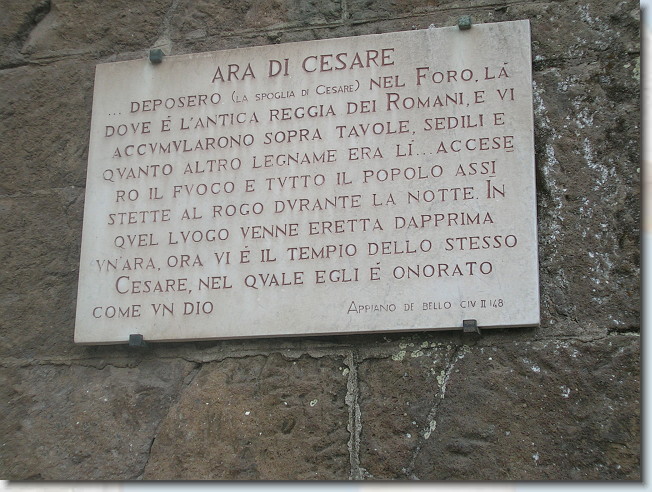 ARA DI CESARE
... DEPOSERO (LA SPOGLIA DI CESARE) NEL FORO, LÁ
DOVE É L'ANTICA REGGIA DEI ROMANI, E VI
ACCVMVLARONO SOPRA TAVOLE, SEDILI E
QVANTO ALTRO LEGNAME ERA LÍ... ACCESE
RO IL FVOCO E TVTTO IL POPOLO ASSI
STETTE AL ROGO DVRANTE LA NOTTE. IN
QVEL LVOGO VENNE ERETTA DAPPRIMA
VN'ARA, ORA VI É IL TEMPIO DELLO STESSO
CESARE, NEL QVALE EGLI É ONORATO
COME VN DIO APPIANO DE BELLO CIV II 148